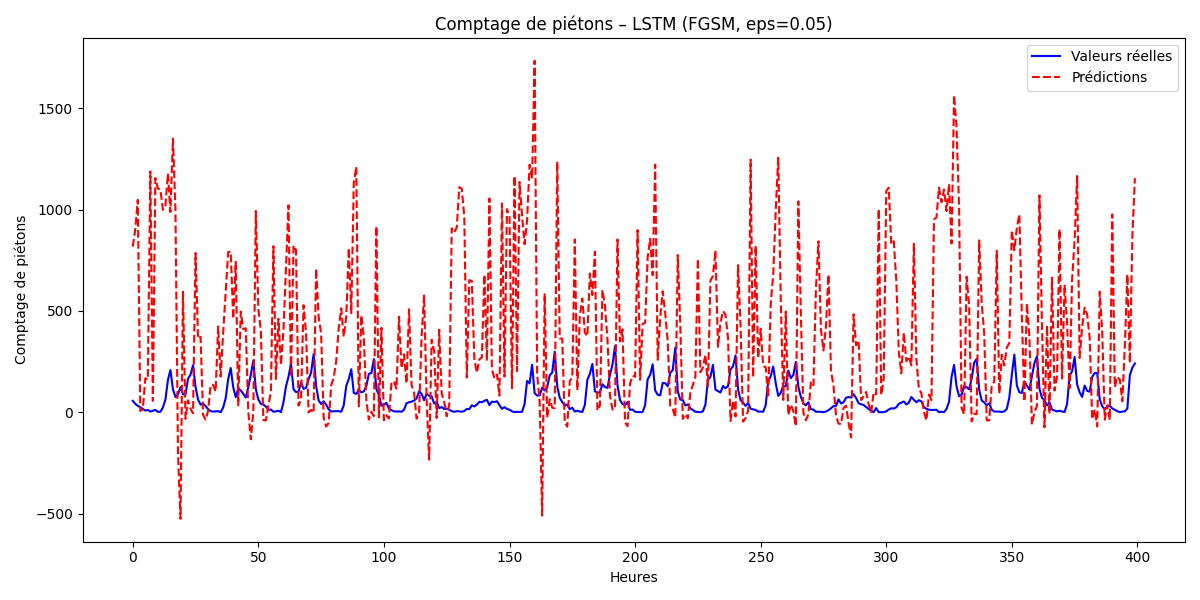 Comptage de piétons – LSTM (FGSM, eps=0.05)
Valeurs réelles
Prédictions
Comptage de piétons
1500
1000
500
0
−500
0 50 100 150 200 250 300 350 400
Heures